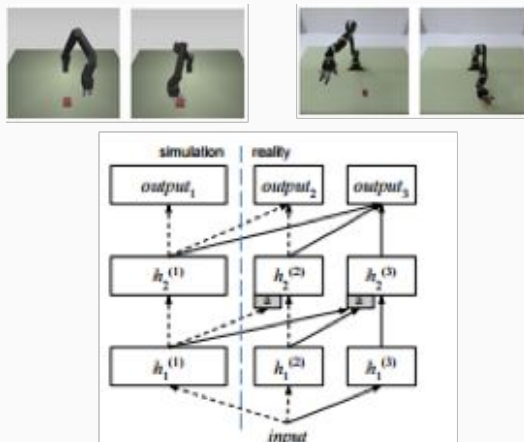 simulation reality
output₁ output₂ output₃
h₂⁽¹⁾ h₂⁽²⁾ h₂⁽³⁾
a a
h₁⁽¹⁾ h₁⁽²⁾ h₁⁽³⁾
input